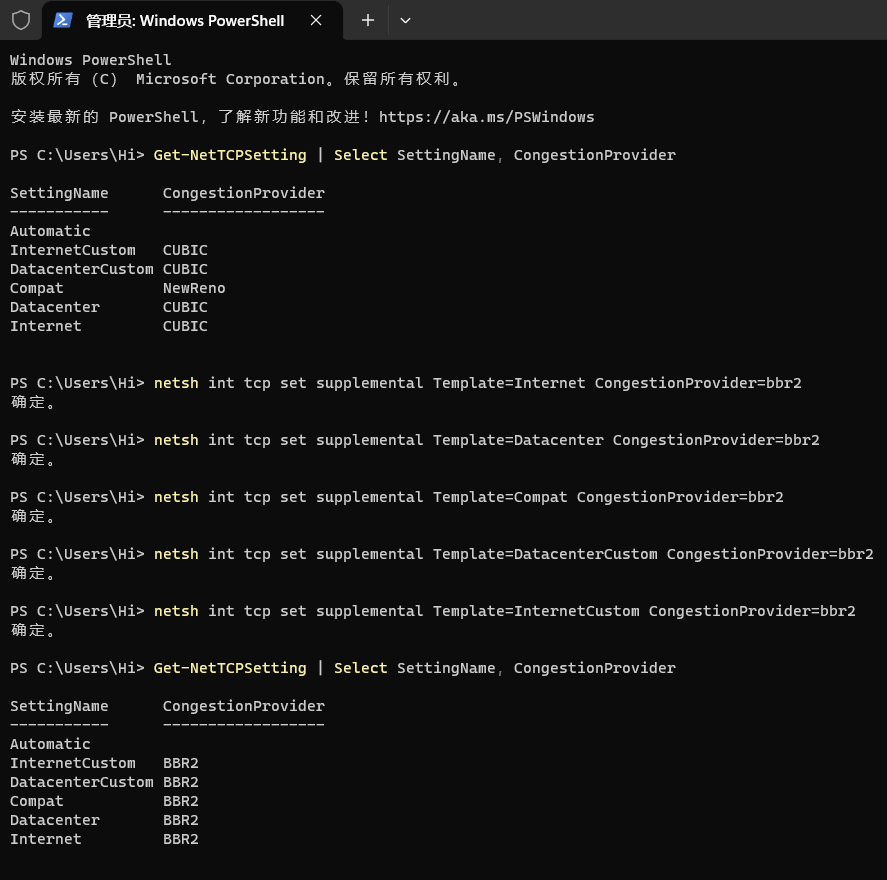 管理员: Windows PowerShell
Windows PowerShell
版权所有 (C)  Microsoft Corporation。保留所有权利。
安装最新的 PowerShell，了解新功能和改进！https://aka.ms/PSWindows
PS C:\Users\Hi> Get-NetTCPSetting | Select SettingName, CongestionProvider
SettingName      CongestionProvider
-----------      ------------------
Automatic
InternetCustom   CUBIC
DatacenterCustom CUBIC
Compat           NewReno
Datacenter       CUBIC
Internet         CUBIC
PS C:\Users\Hi> netsh int tcp set supplemental Template=Internet CongestionProvider=bbr2
确定。
PS C:\Users\Hi> netsh int tcp set supplemental Template=Datacenter CongestionProvider=bbr2
确定。
PS C:\Users\Hi> netsh int tcp set supplemental Template=Compat CongestionProvider=bbr2
确定。
PS C:\Users\Hi> netsh int tcp set supplemental Template=DatacenterCustom CongestionProvider=bbr2
确定。
PS C:\Users\Hi> netsh int tcp set supplemental Template=InternetCustom CongestionProvider=bbr2
确定。
PS C:\Users\Hi> Get-NetTCPSetting | Select SettingName, CongestionProvider
SettingName      CongestionProvider
-----------      ------------------
Automatic
InternetCustom   BBR2
DatacenterCustom BBR2
Compat           BBR2
Datacenter       BBR2
Internet         BBR2